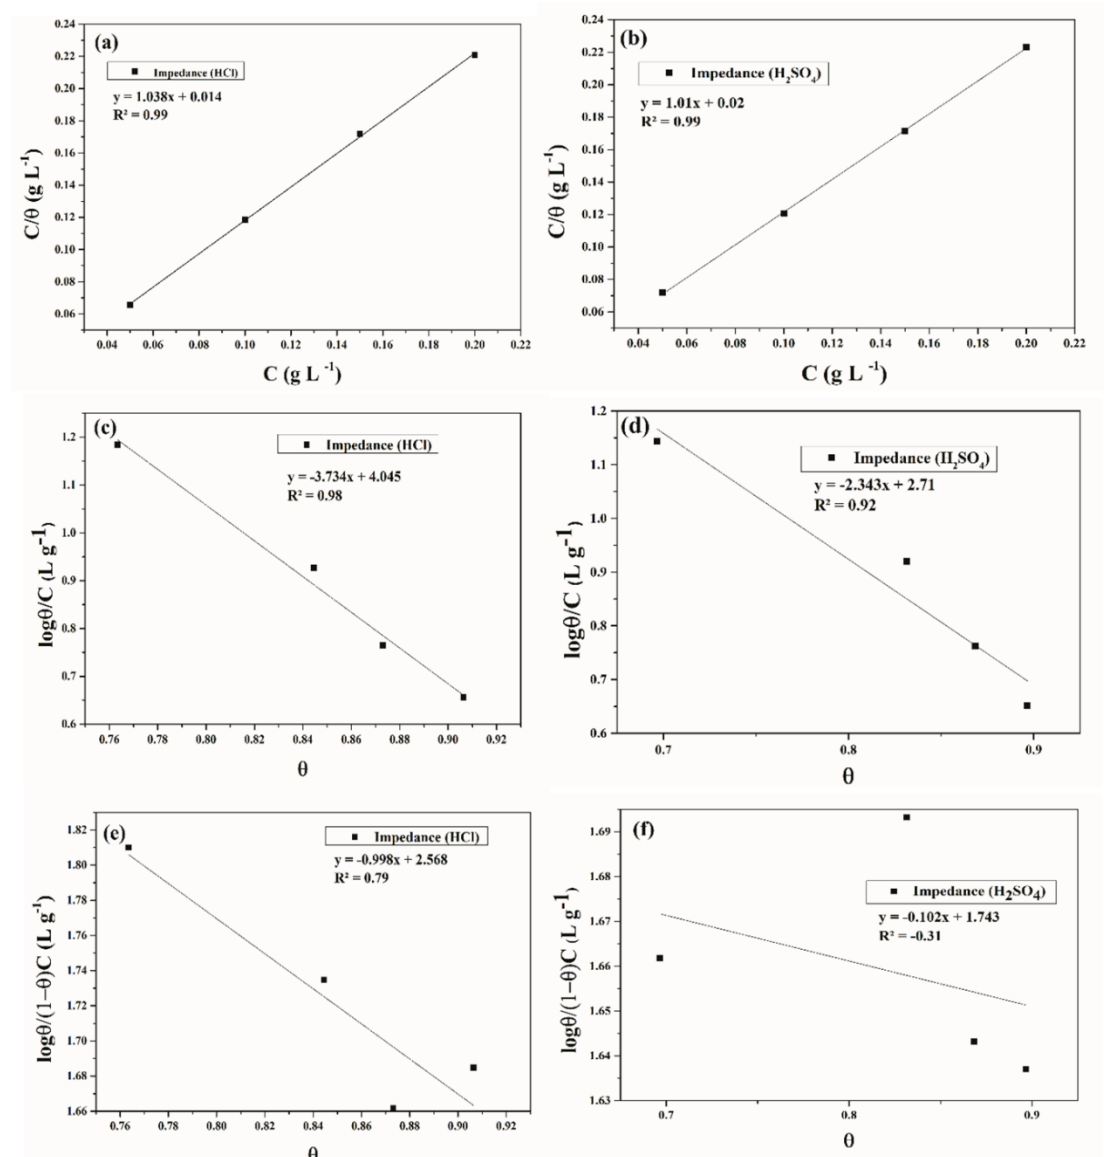 (a)
Impedance (HCl)
y = 1.038x + 0.014
R² = 0.99
C/θ (g L⁻¹)
0.24
0.22
0.20
0.18
0.16
0.14
0.12
0.10
0.08
0.06
0.04 0.06 0.08 0.10 0.12 0.14 0.16 0.18 0.20 0.22
C (g L⁻¹)
(b)
Impedance (H₂SO₄)
y = 1.01x + 0.02
R² = 0.99
C/θ (g L⁻¹)
0.24
0.22
0.20
0.18
0.16
0.14
0.12
0.10
0.08
0.06
0.04 0.06 0.08 0.10 0.12 0.14 0.16 0.18 0.20 0.22
C (g L⁻¹)
(c)
Impedance (HCl)
y = -3.734x + 4.045
R² = 0.98
logθ/C (L g⁻¹)
1.2
1.1
1.0
0.9
0.8
0.7
0.6
0.76 0.78 0.80 0.82 0.84 0.86 0.88 0.90 0.92
θ
(d)
Impedance (H₂SO₄)
y = -2.343x + 2.71
R² = 0.92
logθ/C (L g⁻¹)
1.2
1.1
1.0
0.9
0.8
0.7
0.6
0.7 0.8 0.9
θ
(e)
Impedance (HCl)
y = -0.998x + 2.568
R² = 0.79
logθ/(1−θ)C (L g⁻¹)
1.82
1.80
1.78
1.76
1.74
1.72
1.70
1.68
1.66
0.76 0.78 0.80 0.82 0.84 0.86 0.88 0.90 0.92
θ
(f)
Impedance (H₂SO₄)
y = -0.102x + 1.743
R² = -0.31
logθ/(1−θ)C (L g⁻¹)
1.69
1.68
1.67
1.66
1.65
1.64
1.63
0.7 0.8 0.9
θ